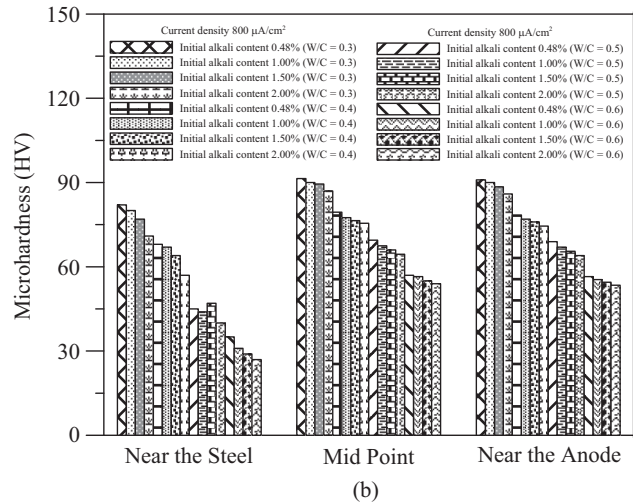 150
120
90
60
30
0
Microhardness (HV)
Current density 800 μA/cm²
Initial alkali content 0.48% (W/C = 0.3)
Initial alkali content 1.00% (W/C = 0.3)
Initial alkali content 1.50% (W/C = 0.3)
Initial alkali content 2.00% (W/C = 0.3)
Initial alkali content 0.48% (W/C = 0.4)
Initial alkali content 1.00% (W/C = 0.4)
Initial alkali content 1.50% (W/C = 0.4)
Initial alkali content 2.00% (W/C = 0.4)
Current density 800 μA/cm²
Initial alkali content 0.48% (W/C = 0.5)
Initial alkali content 1.00% (W/C = 0.5)
Initial alkali content 1.50% (W/C = 0.5)
Initial alkali content 2.00% (W/C = 0.5)
Initial alkali content 0.48% (W/C = 0.6)
Initial alkali content 1.00% (W/C = 0.6)
Initial alkali content 1.50% (W/C = 0.6)
Initial alkali content 2.00% (W/C = 0.6)
Near the Steel
Mid Point
Near the Anode
(b)